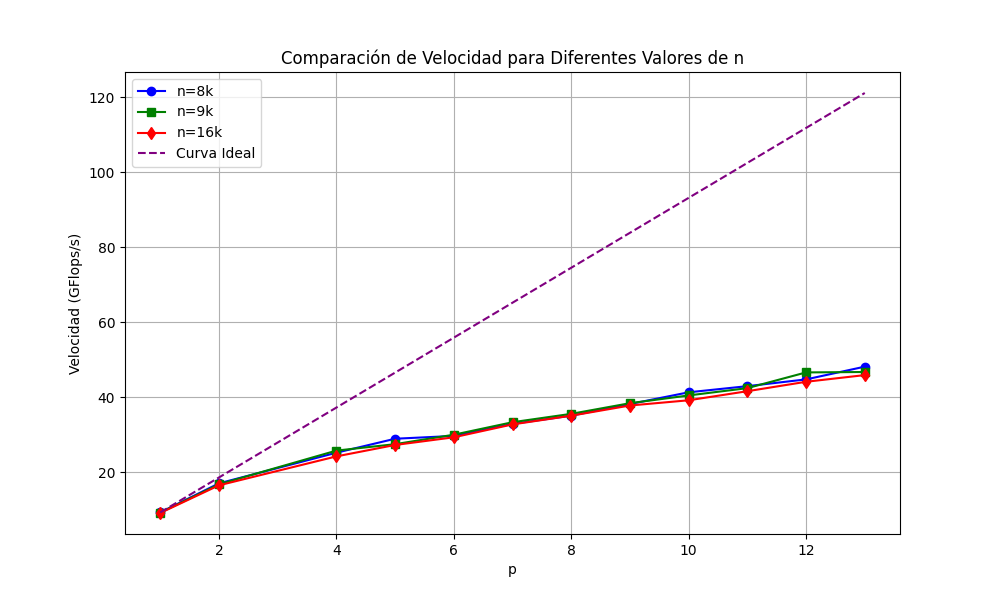 Comparación de Velocidad para Diferentes Valores de n
n=8k
n=9k
n=16k
Curva Ideal
Velocidad (GFlops/s)
120
100
80
60
40
20
2 4 6 8 10 12
p